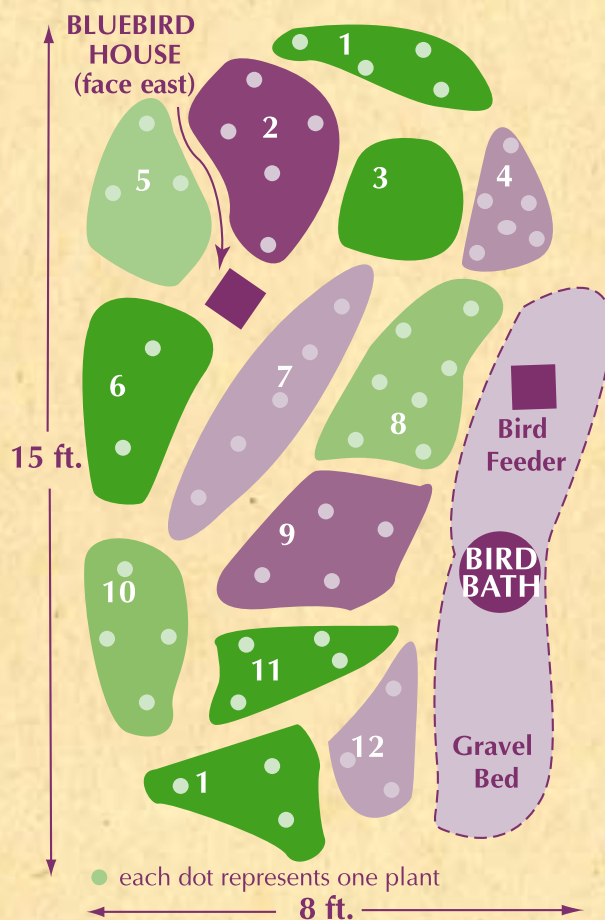 BLUEBIRD
HOUSE
(face east)
1
2
3
4
5
6
7
8
15 ft.
Bird
Feeder
9
BIRD
BATH
10
11
12
Gravel
Bed
1
each dot represents one plant
8 ft.